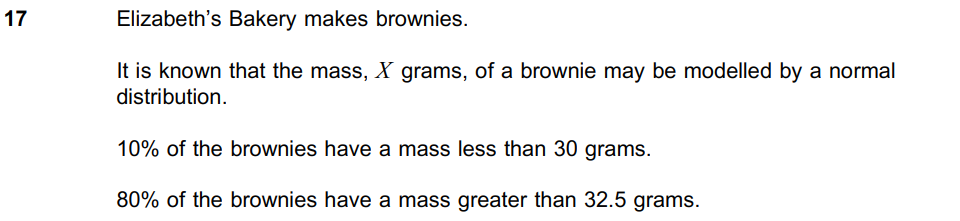 17 Elizabeth’s Bakery makes brownies.
It is known that the mass, X grams, of a brownie may be modelled by a normal
distribution.
10% of the brownies have a mass less than 30 grams.
80% of the brownies have a mass greater than 32.5 grams.